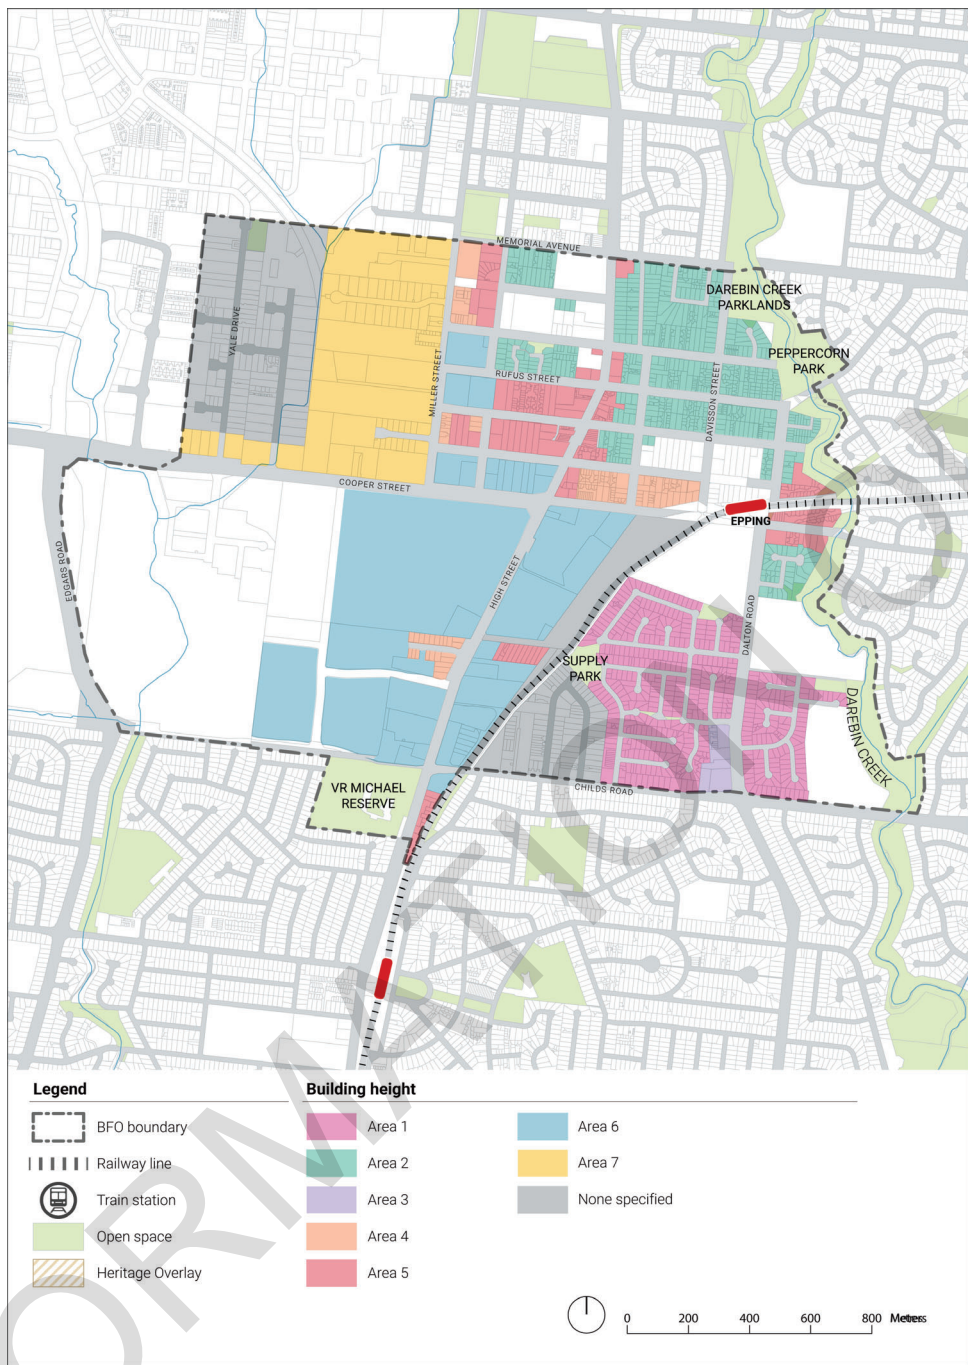 MEMORIAL AVENUE
DAREBIN CREEK
PARKLANDS
PEPPERCORN
PARK
YALE DRIVE
MILLER STREET
RUFUS STREET
DAVISSON STREET
COOPER STREET
EPPING
EDGARS ROAD
HIGH STREET
DALTON ROAD
SUPPLY
PARK
DAREBIN CREEK
VR MICHAEL
RESERVE
CHILDS ROAD
ORMATION
Legend
BFO boundary
Railway line
Train station
Open space
Heritage Overlay
Building height
Area 1
Area 2
Area 3
Area 4
Area 5
Area 6
Area 7
None specified
0 200 400 600 800 Meters